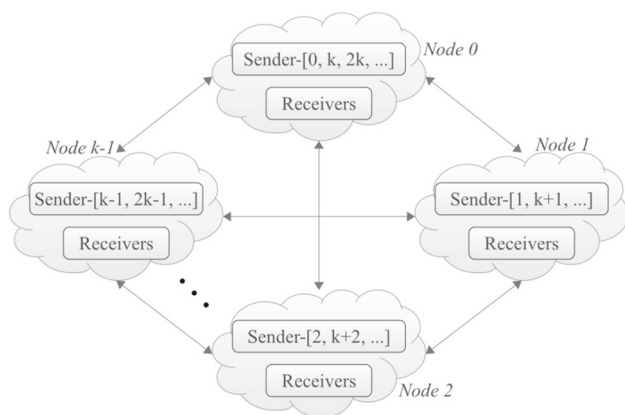 Node 0
Sender-[0, k, 2k, ...]
Receivers
Node k-1
Sender-[k-1, 2k-1, ...]
Receivers
Node 1
Sender-[1, k+1, ...]
Receivers
Sender-[2, k+2, ...]
Receivers
Node 2